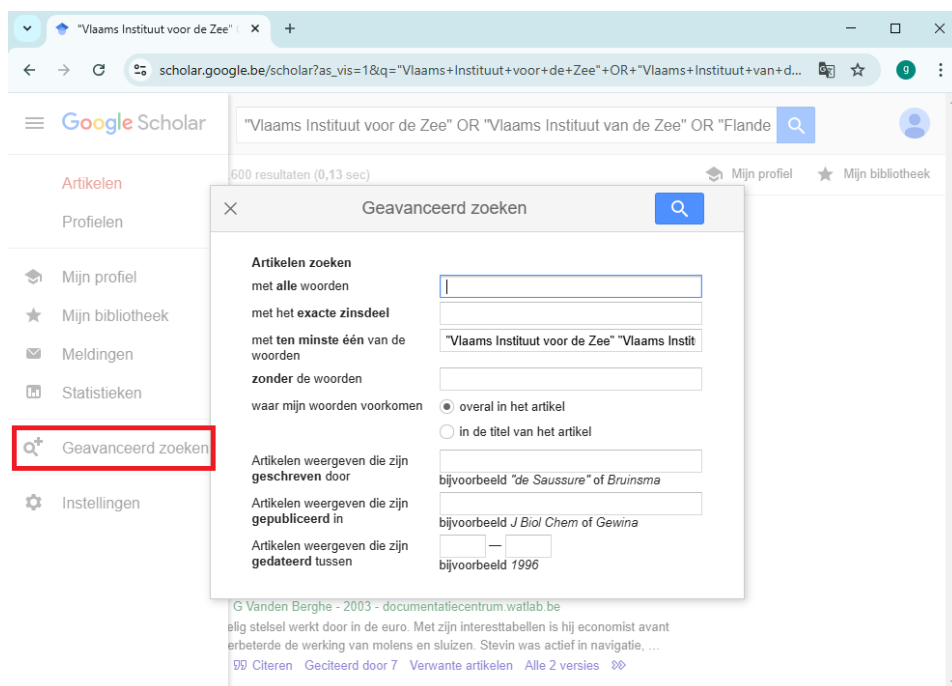 "Vlaams Instituut voor de Zee"
scholar.google.be/scholar?as_vis=1&q="Vlaams+Instituut+voor+de+Zee"+OR+"Vlaams+Instituut+van+d...
g
Google Scholar
"Vlaams Instituut voor de Zee" OR "Vlaams Instituut van de Zee" OR "Flande
Artikelen
Profielen
Mijn profiel
Mijn bibliotheek
Meldingen
Statistieken
Geavanceerd zoeken
Instellingen
600 resultaten (0,13 sec)
Mijn profiel
Mijn bibliotheek
Geavanceerd zoeken
Artikelen zoeken
met alle woorden
met het exacte zinsdeel
met ten minste één van de
woorden
"Vlaams Instituut voor de Zee" "Vlaams Instit
zonder de woorden
waar mijn woorden voorkomen
overal in het artikel
in de titel van het artikel
Artikelen weergeven die zijn
geschreven door
bijvoorbeeld "de Saussure" of Bruinsma
Artikelen weergeven die zijn
gepubliceerd in
bijvoorbeeld J Biol Chem of Gewina
Artikelen weergeven die zijn
gedateerd tussen
—
bijvoorbeeld 1996
G Vanden Berghe - 2003 - documentatiecentrum.watlab.be
elig stelsel werkt door in de euro. Met zijn interesttabellen is hij economist avant
erbeterde de werking van molens en sluizen. Stevin was actief in navigatie, …
Citeren Geciteerd door 7 Verwante artikelen Alle 2 versies